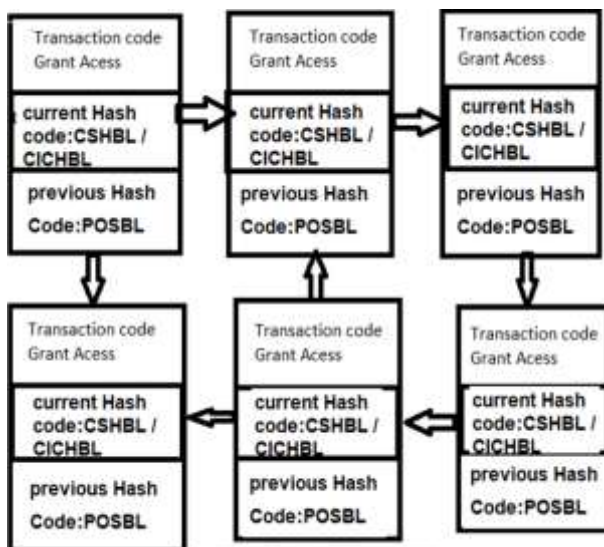 Transaction code
Grant Acess
current Hash
code:CSHBL /
CICHBL
previous Hash
Code:POSBL
Transaction code
Grant Acess
current Hash
code:CSHBL /
CICHBL
previous Hash
Code:POSBL
Transaction code
Grant Acess
current Hash
code:CSHBL /
CICHBL
previous Hash
Code:POSBL
Transaction code
Grant Acess
current Hash
code:CSHBL /
CICHBL
previous Hash
Code:POSBL
Transaction code
Grant Acess
current Hash
code:CSHBL /
CICHBL
previous Hash
Code:POSBL
Transaction code
Grant Acess
current Hash
code:CSHBL /
CICHBL
previous Hash
Code:POSBL